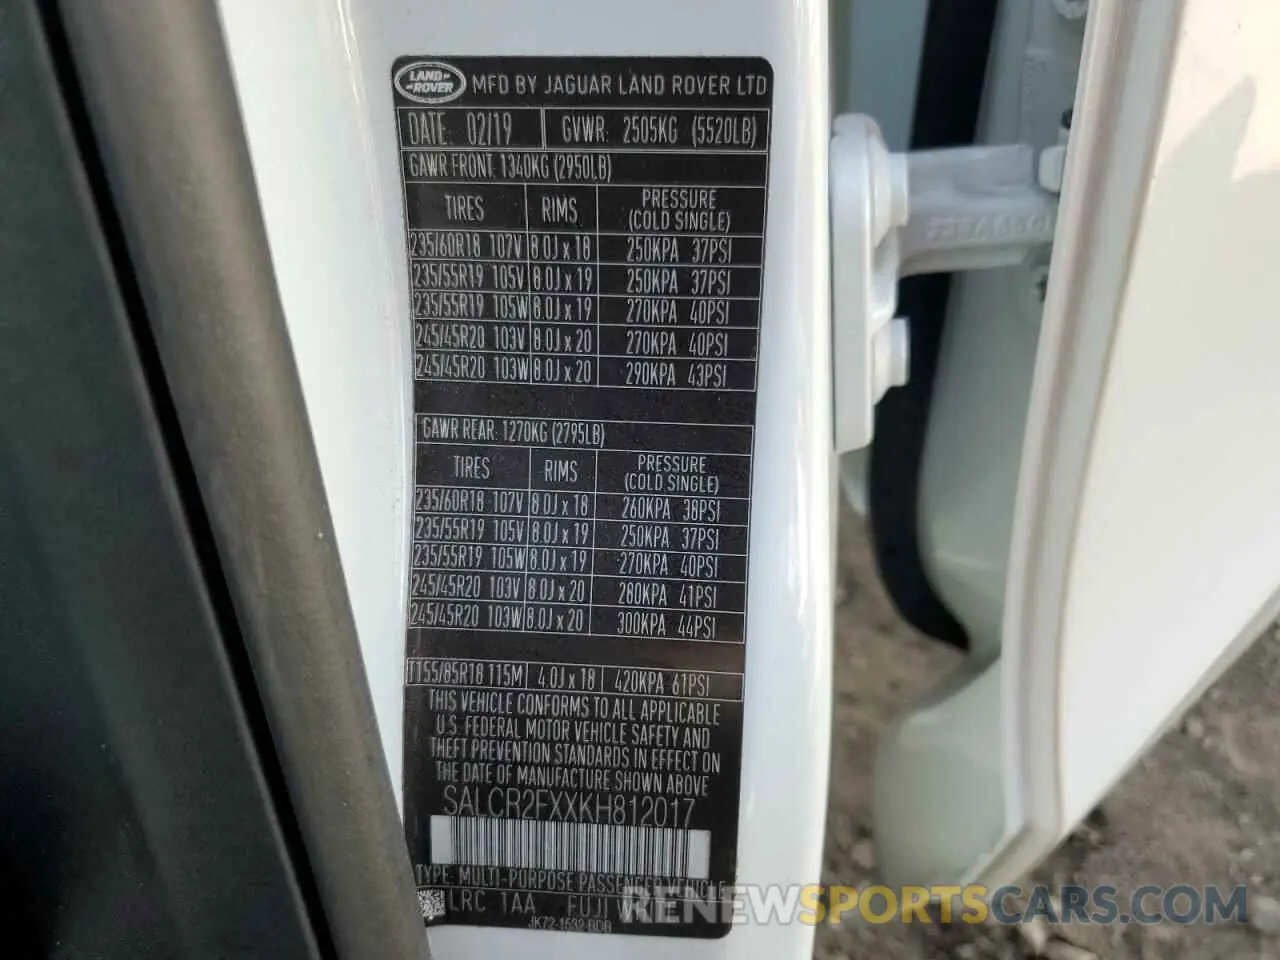 LAND-
-ROVER
MFD BY JAGUAR LAND ROVER LTD
DATE: 02/19 GVWR: 2505KG (5520LB)
GAWR FRONT: 1340KG (2950LB)
TIRES RIMS PRESSURE
(COLD SINGLE)
235/60R18 107V 8.0J x 18 250KPA 37PSI
235/55R19 105V 8.0J x 19 250KPA 37PSI
235/55R19 105W 8.0J x 19 270KPA 40PSI
245/45R20 103V 8.0J x 20 270KPA 40PSI
245/45R20 103W 8.0J x 20 290KPA 43PSI
GAWR REAR: 1270KG (2795LB)
TIRES RIMS PRESSURE
(COLD SINGLE)
235/60R18 107V 8.0J x 18 260KPA 38PSI
235/55R19 105V 8.0J x 19 250KPA 37PSI
235/55R19 105W 8.0J x 19 270KPA 40PSI
245/45R20 103V 8.0J x 20 280KPA 41PSI
245/45R20 103W 8.0J x 20 300KPA 44PSI
T155/85R18 115M 4.0J x 18 420KPA 61PSI
THIS VEHICLE CONFORMS TO ALL APPLICABLE
U.S. FEDERAL MOTOR VEHICLE SAFETY AND
THEFT PREVENTION STANDARDS IN EFFECT ON
THE DATE OF MANUFACTURE SHOWN ABOVE
SALCR2FXXKH812017
TYPE: MULTI-PURPOSE PASSENGER VEHICLE
LRC 1AA FUJI
JK72-1532-BDB
RENEWSPORTSCARS.COM